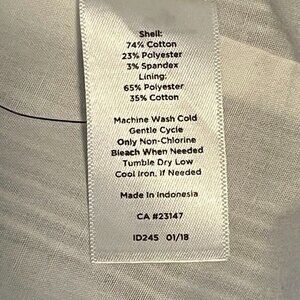 Shell:
74% Cotton
23% Polyester
3% Spandex
Lining:
65% Polyester
35% Cotton
Machine Wash Cold
Gentle Cycle
Only Non-Chlorine
Bleach When Needed
Tumble Dry Low
Cool Iron, If Needed
Made In Indonesia
CA #23147
ID245 01/18